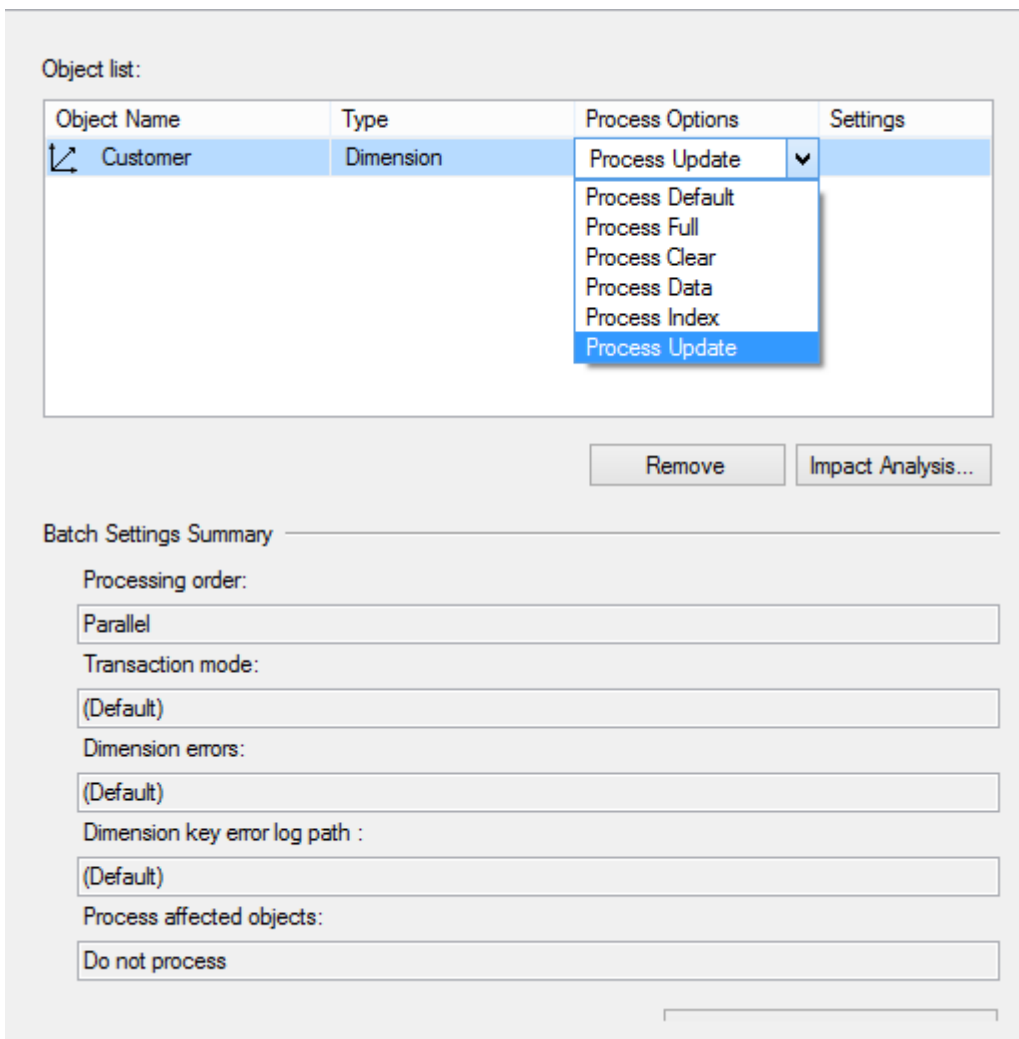 Object list:
Object Name Type Process Options Settings
Customer Dimension Process Update
Process Default
Process Full
Process Clear
Process Data
Process Index
Process Update
Remove Impact Analysis...
Batch Settings Summary
Processing order:
Parallel
Transaction mode:
(Default)
Dimension errors:
(Default)
Dimension key error log path :
(Default)
Process affected objects:
Do not process